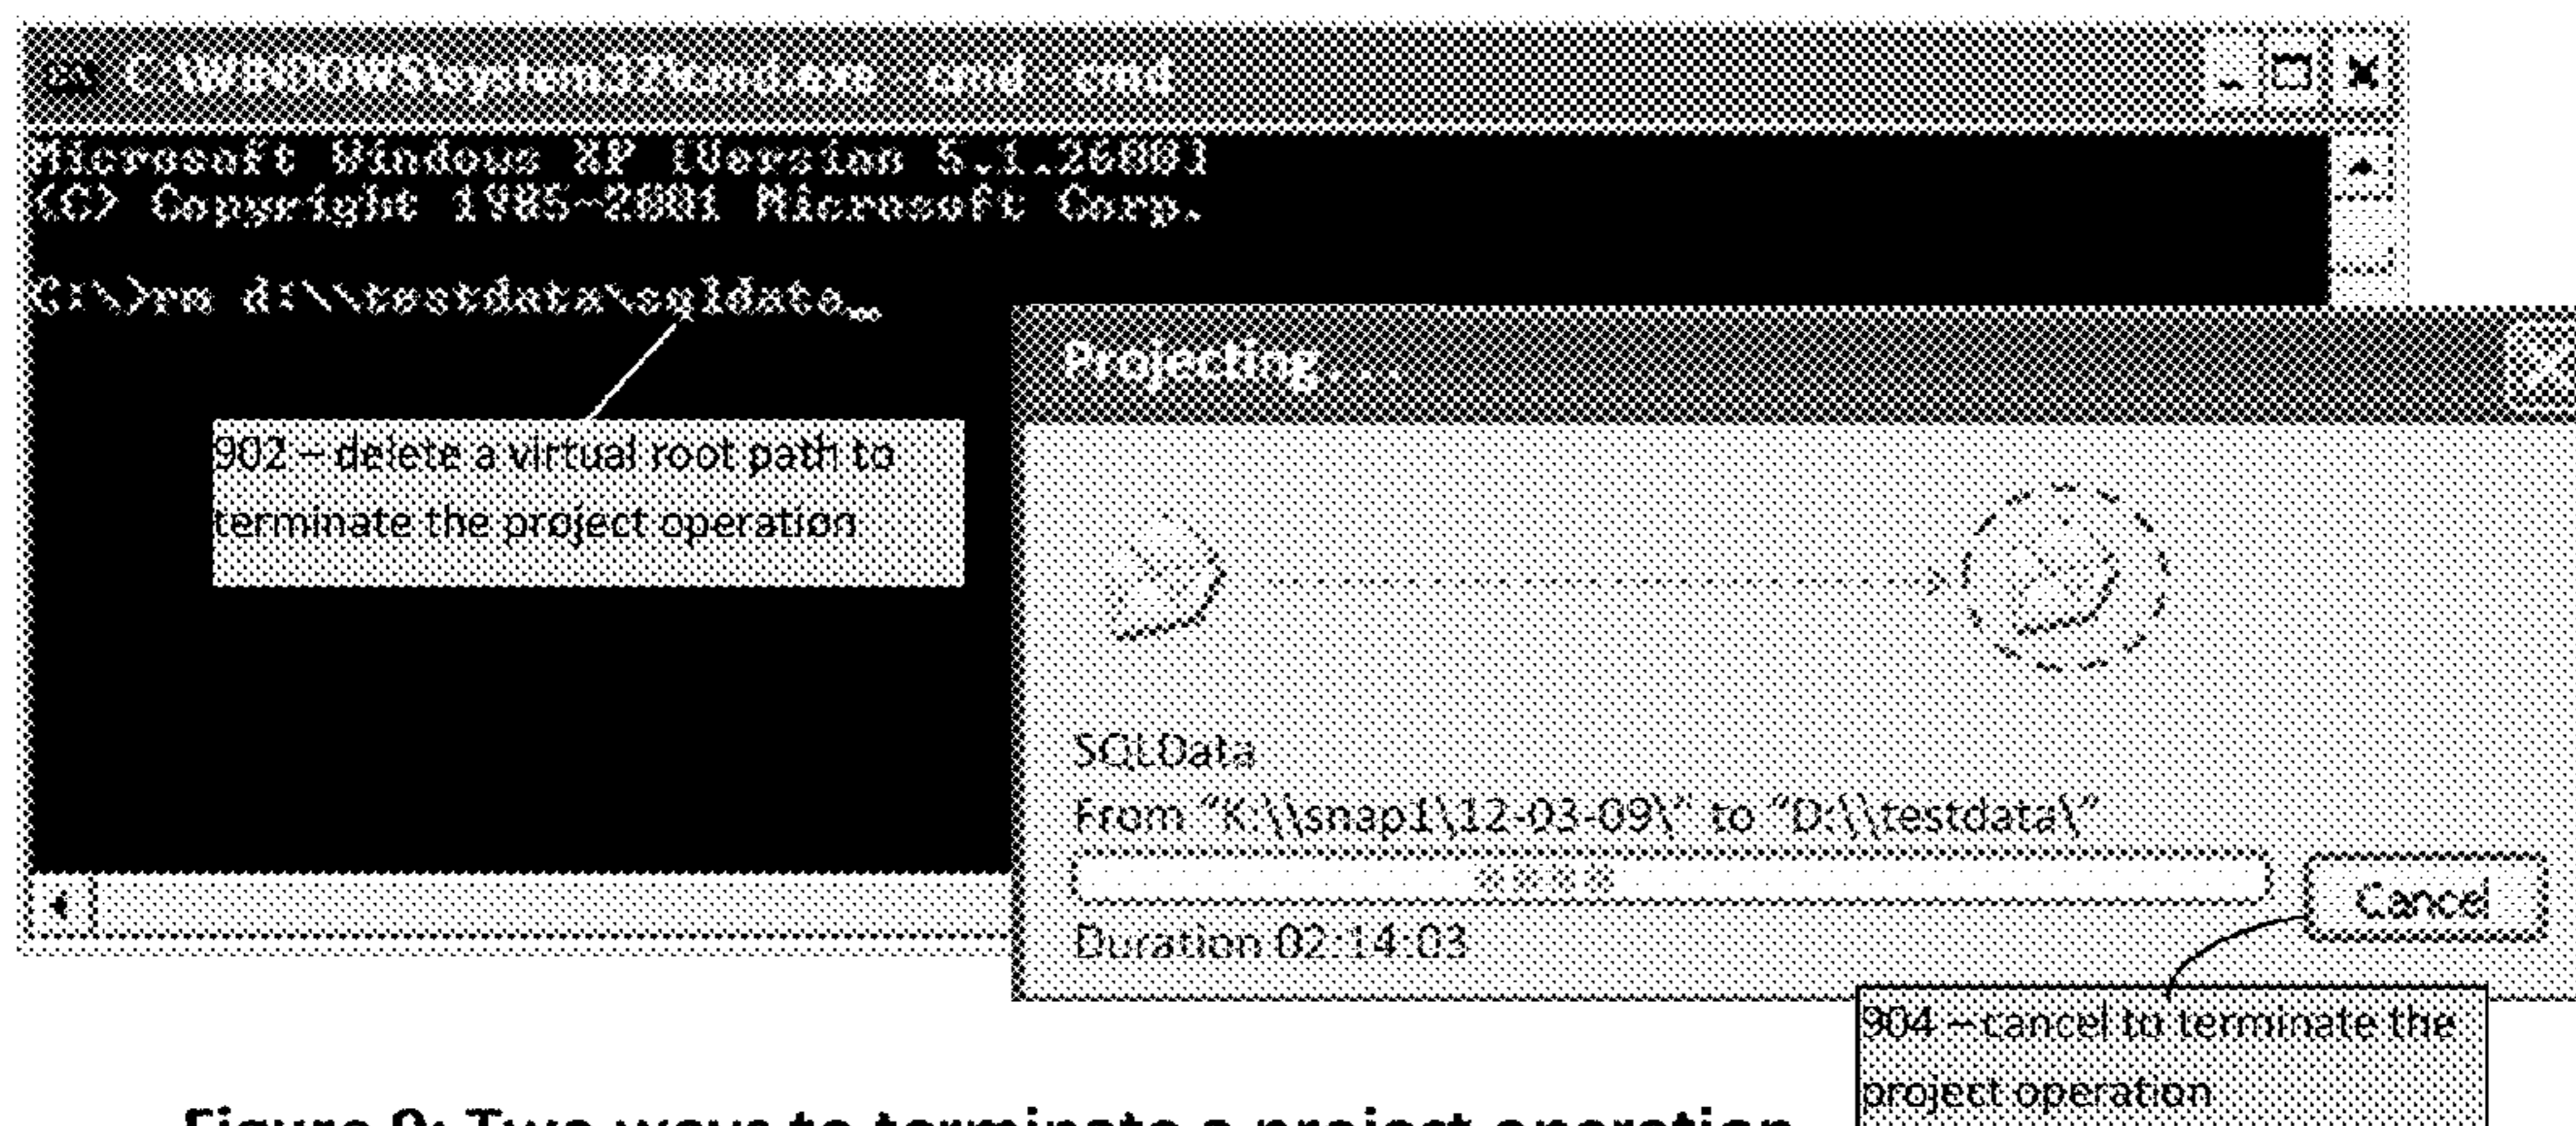 C:\WINDOWS\system32\cmd.exe - cmd - cmd
Microsoft Windows XP [Version 5.1.2600]
(C) Copyright 1985-2001 Microsoft Corp.
C:\>rm d:\\testdata\sqldata_
Projecting...
902 – delete a virtual root path to
terminate the project operation
SQLData
From “K:\\snap1\12-03-09\” to “D:\\testdata\”
Cancel
Duration 02:14:03
904 – cancel to terminate the
project operation
Figure 9: Two ways to terminate a project operation